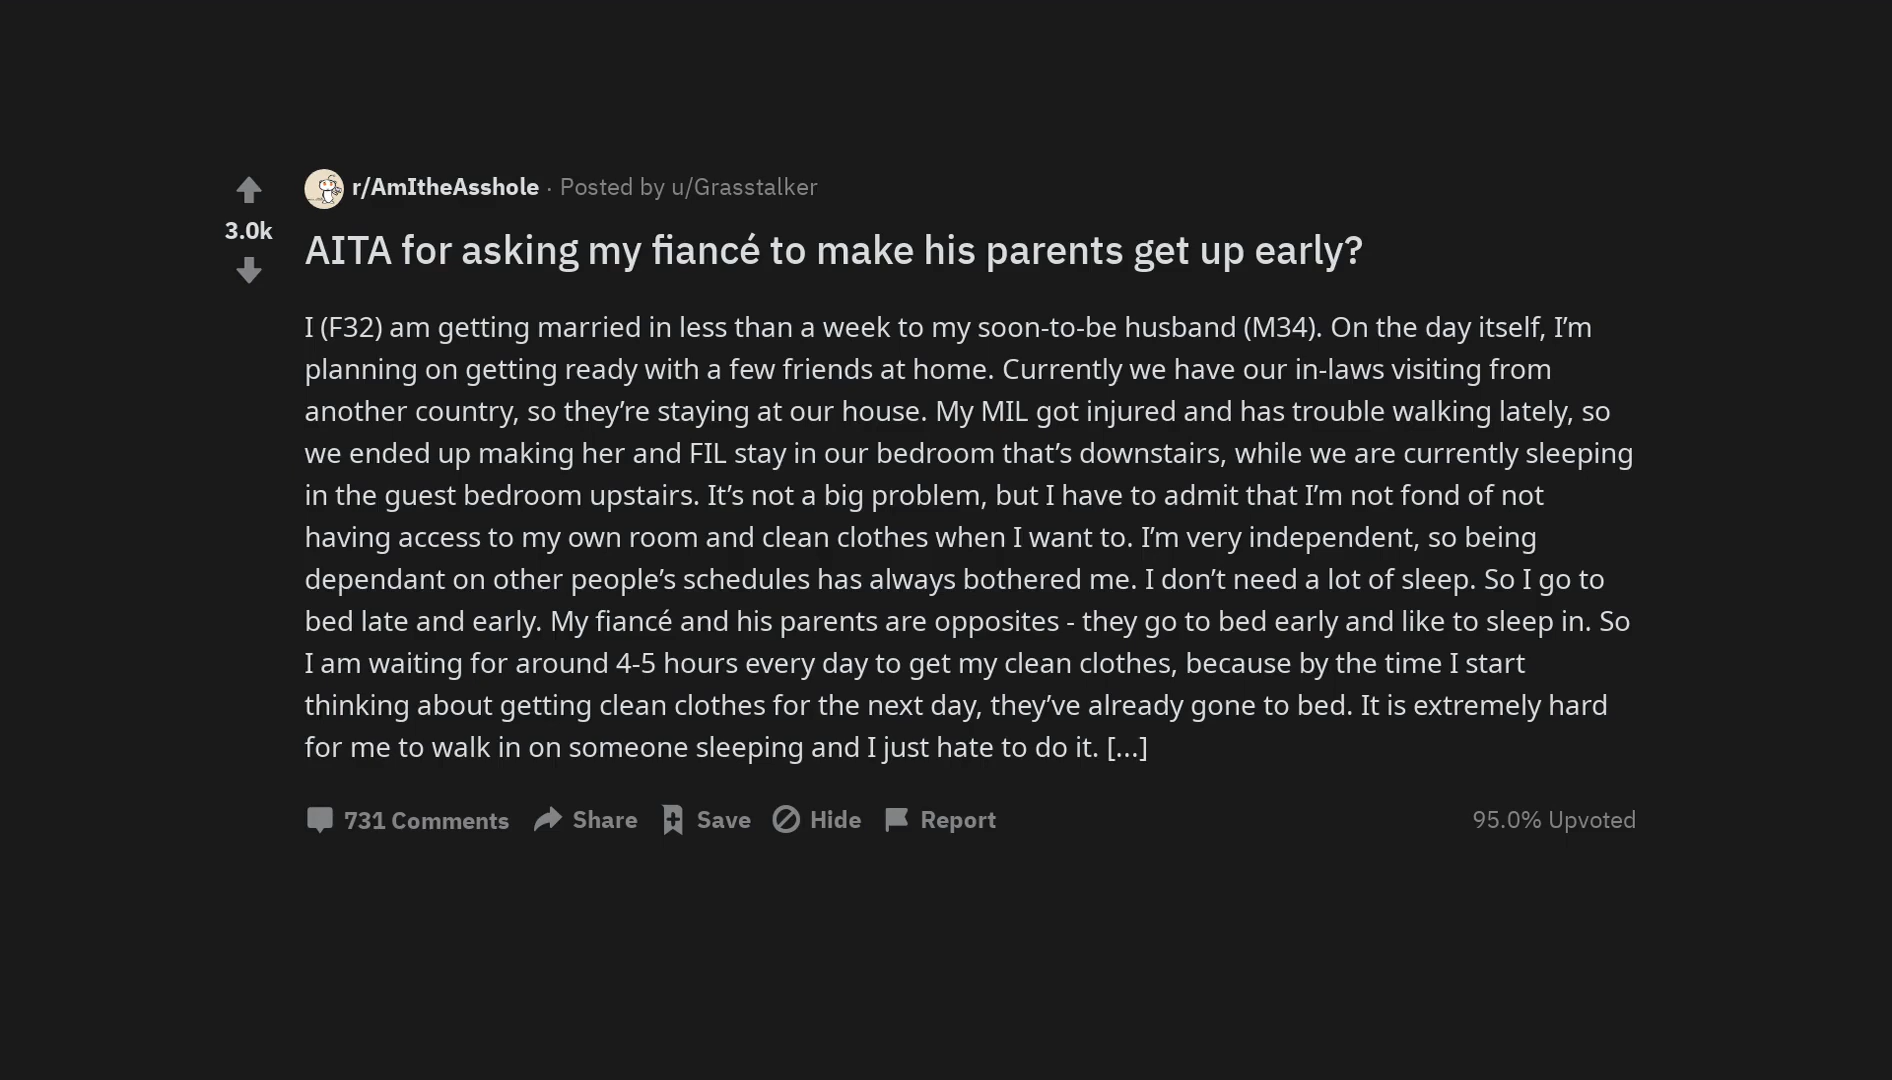 r/AmItheAsshole · Posted by u/Grasstalker
3.0k
AITA for asking my fiancé to make his parents get up early?
I (F32) am getting married in less than a week to my soon-to-be husband (M34). On the day itself, I’m
planning on getting ready with a few friends at home. Currently we have our in-laws visiting from
another country, so they’re staying at our house. My MIL got injured and has trouble walking lately, so
we ended up making her and FIL stay in our bedroom that’s downstairs, while we are currently sleeping
in the guest bedroom upstairs. It’s not a big problem, but I have to admit that I’m not fond of not
having access to my own room and clean clothes when I want to. I’m very independent, so being
dependant on other people’s schedules has always bothered me. I don’t need a lot of sleep. So I go to
bed late and early. My fiancé and his parents are opposites - they go to bed early and like to sleep in. So
I am waiting for around 4-5 hours every day to get my clean clothes, because by the time I start
thinking about getting clean clothes for the next day, they’ve already gone to bed. It is extremely hard
for me to walk in on someone sleeping and I just hate to do it. [...]
731 Comments Share Save Hide Report 95.0% Upvoted